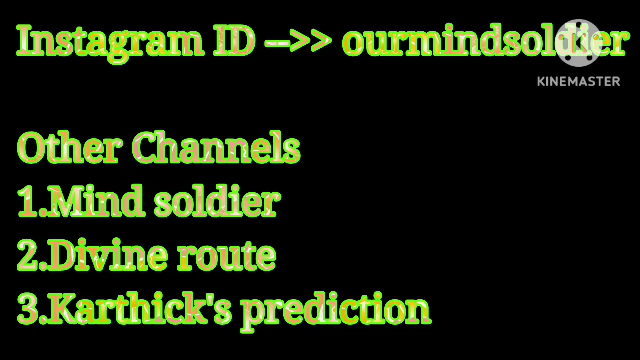 Instagram ID -->> ourmindsoldier
KINEMASTER
Other Channels
1.Mind soldier
2.Divine route
3.Karthick's prediction